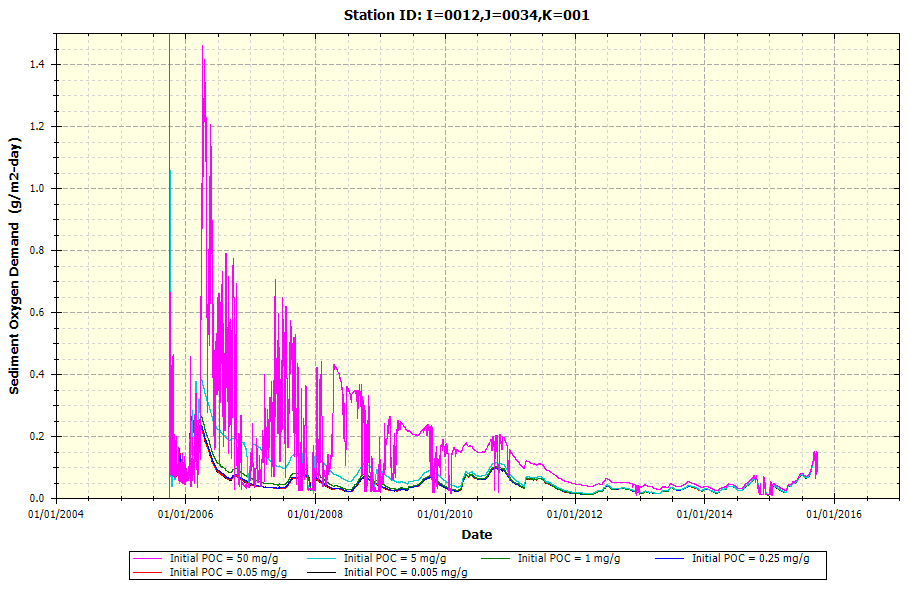 Station ID: I=0012,J=0034,K=001
Sediment Oxygen Demand (g/m2-day)
1.4
1.2
1.0
0.8
0.6
0.4
0.2
0.0
01/01/2004 01/01/2006 01/01/2008 01/01/2010 01/01/2012 01/01/2014 01/01/2016
Date
Initial POC = 50 mg/g Initial POC = 5 mg/g Initial POC = 1 mg/g Initial POC = 0.25 mg/g
Initial POC = 0.05 mg/g Initial POC = 0.005 mg/g